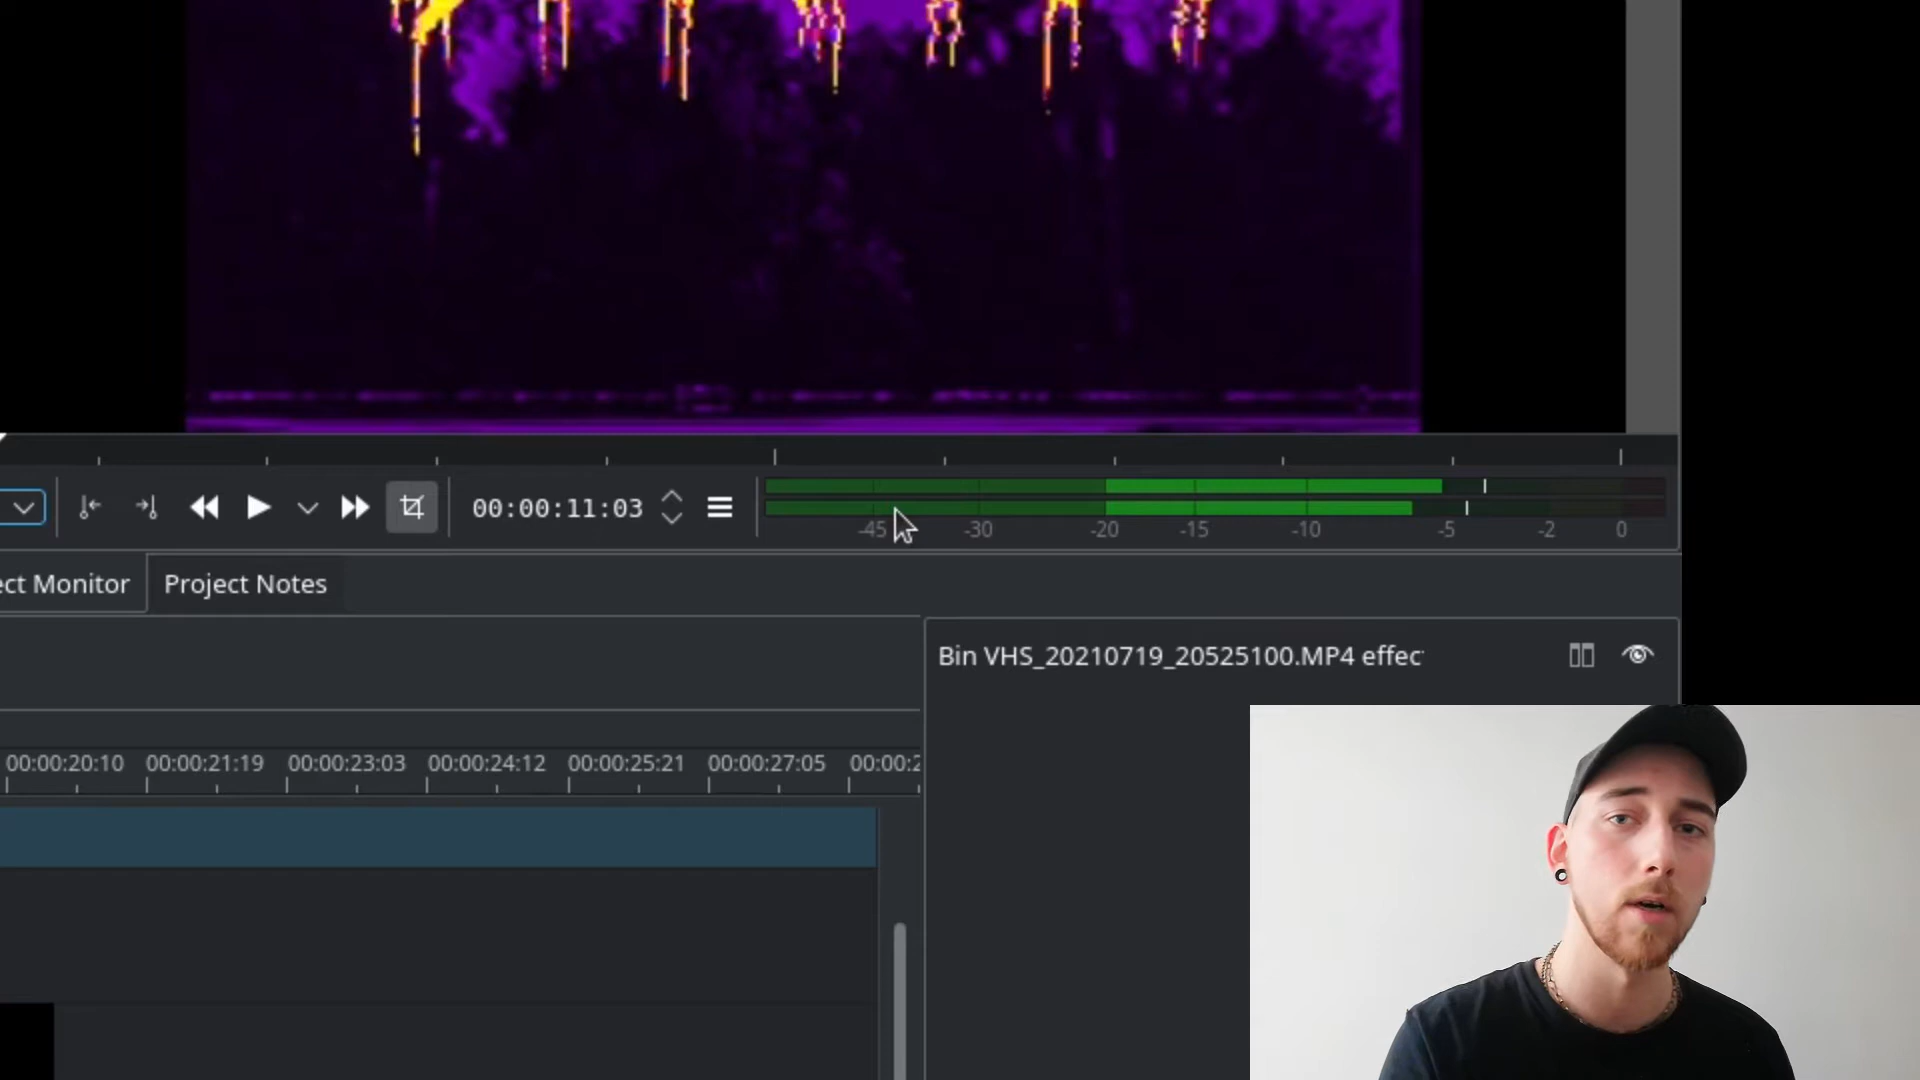 00:00:11:03
-45 -30 -20 -15 -10 -5 -2 0
ect Monitor Project Notes
Bin VHS_20210719_20525100.MP4 effec
00:00:20:10 00:00:21:19 00:00:23:03 00:00:24:12 00:00:25:21 00:00:27:05 00:00:2